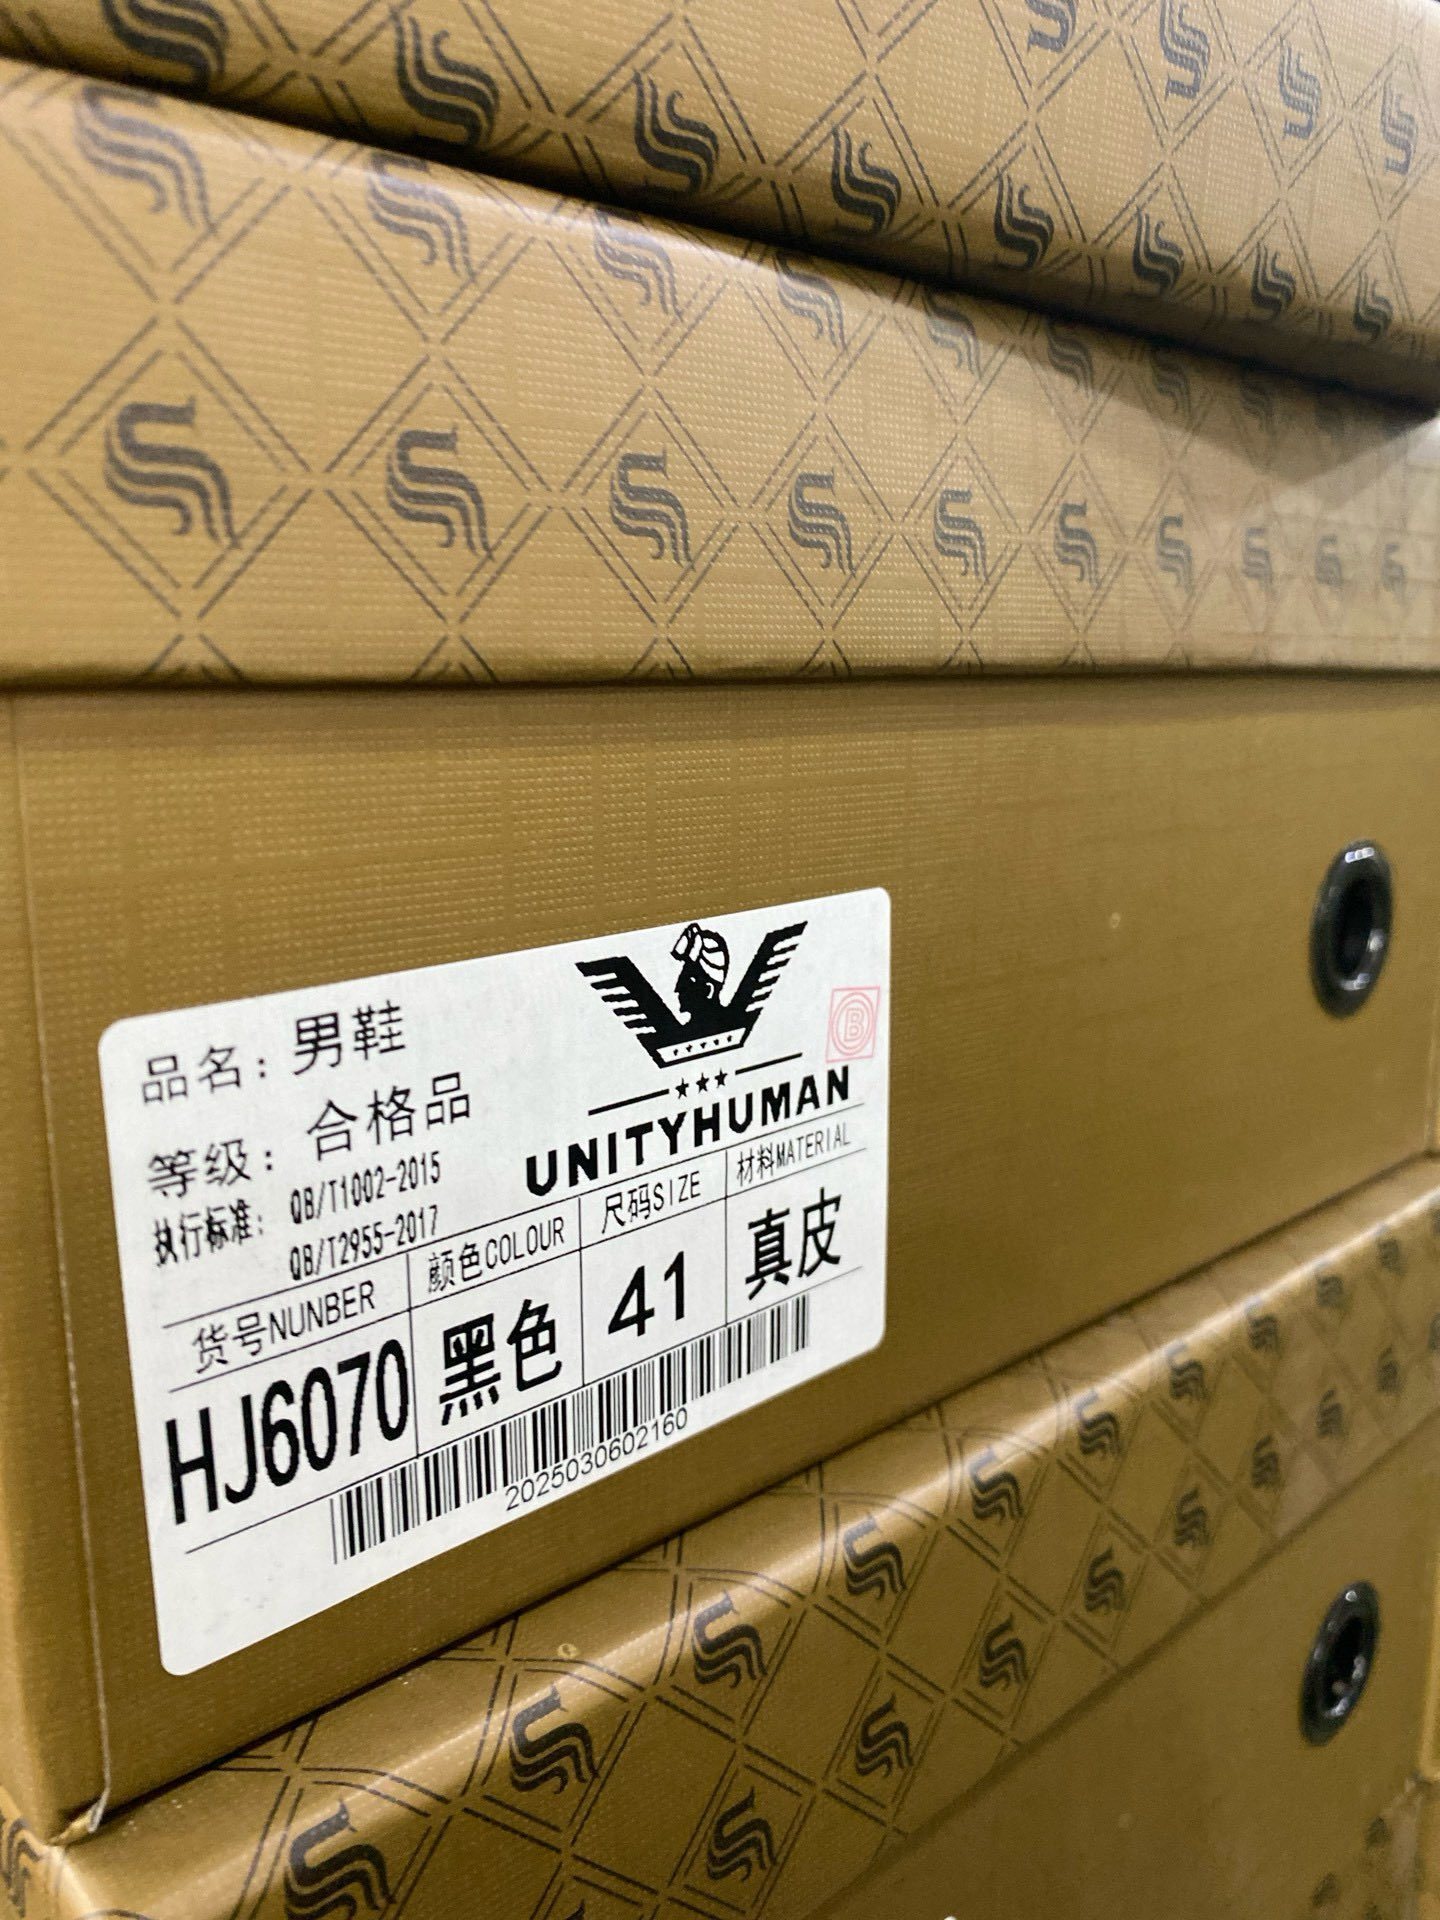 品名: 男鞋
等级: 合格品
执行标准: QB/T1002-2015
QB/T2955-2017
B
UNITYHUMAN
货号NUNBER 颜色COLOUR 尺码SIZE 材料MATERIAL
HJ6070 黑色 41 真皮
2025030602160